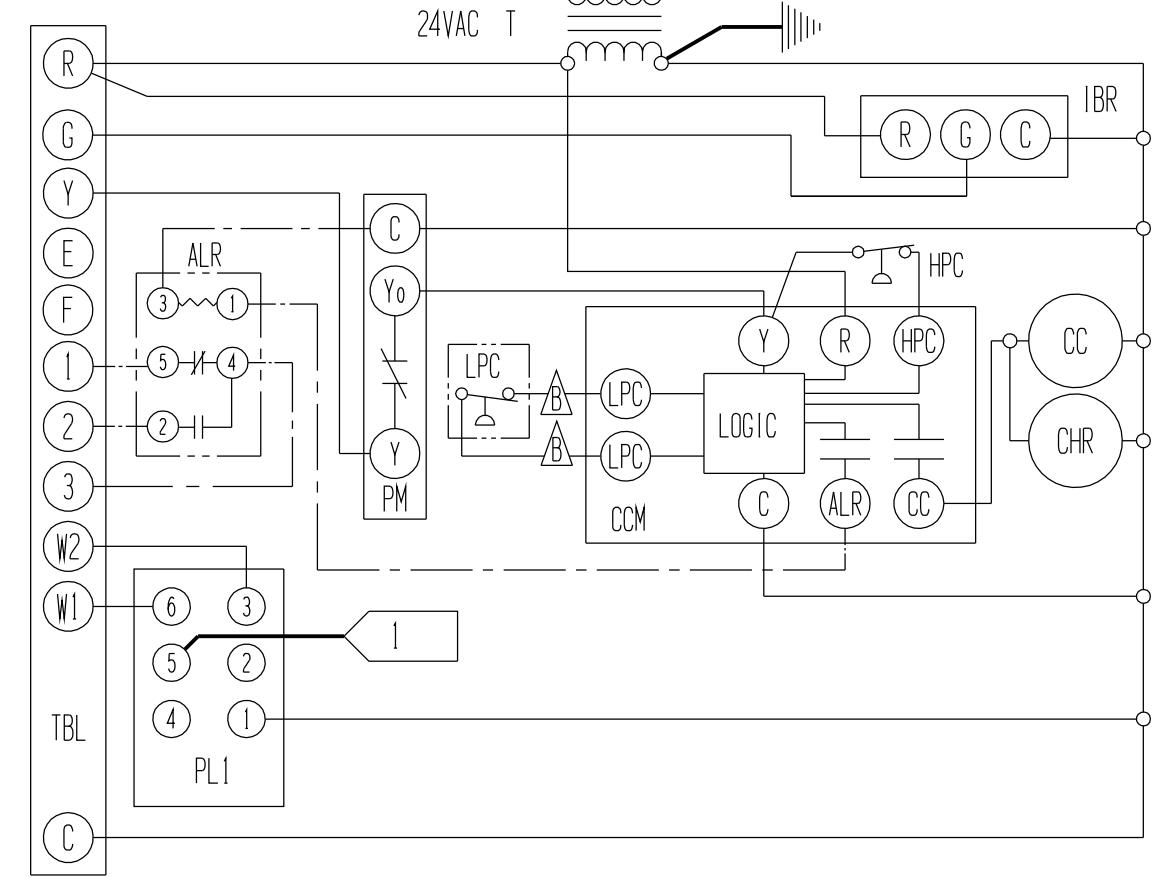 24VAC T
R
IBR
R G C
G
Y
C
ALR
E
HPC
Yo
3 1
F
Y R HPC
CC
LPC
1
5 4
B LPC
LOGIC
2
2
CHR
Y
B LPC
3
PM
C ALR CC
CCM
W2
W1
6 3
1
5 2
4 1
TBL
PL1
C